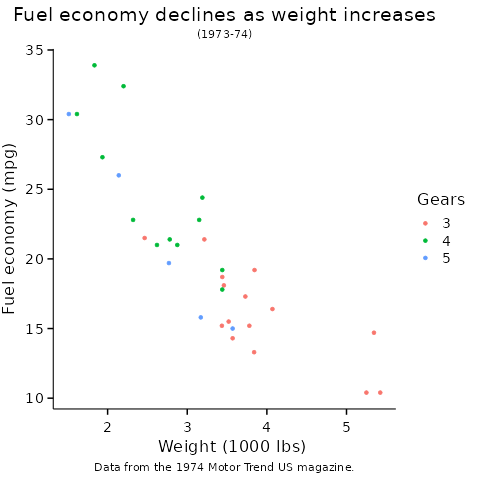 Fuel economy declines as weight increases
(1973-74)
35
30
25
20
15
10
Fuel economy (mpg)
2 3 4 5
Weight (1000 lbs)
Gears
3
4
5
Data from the 1974 Motor Trend US magazine.